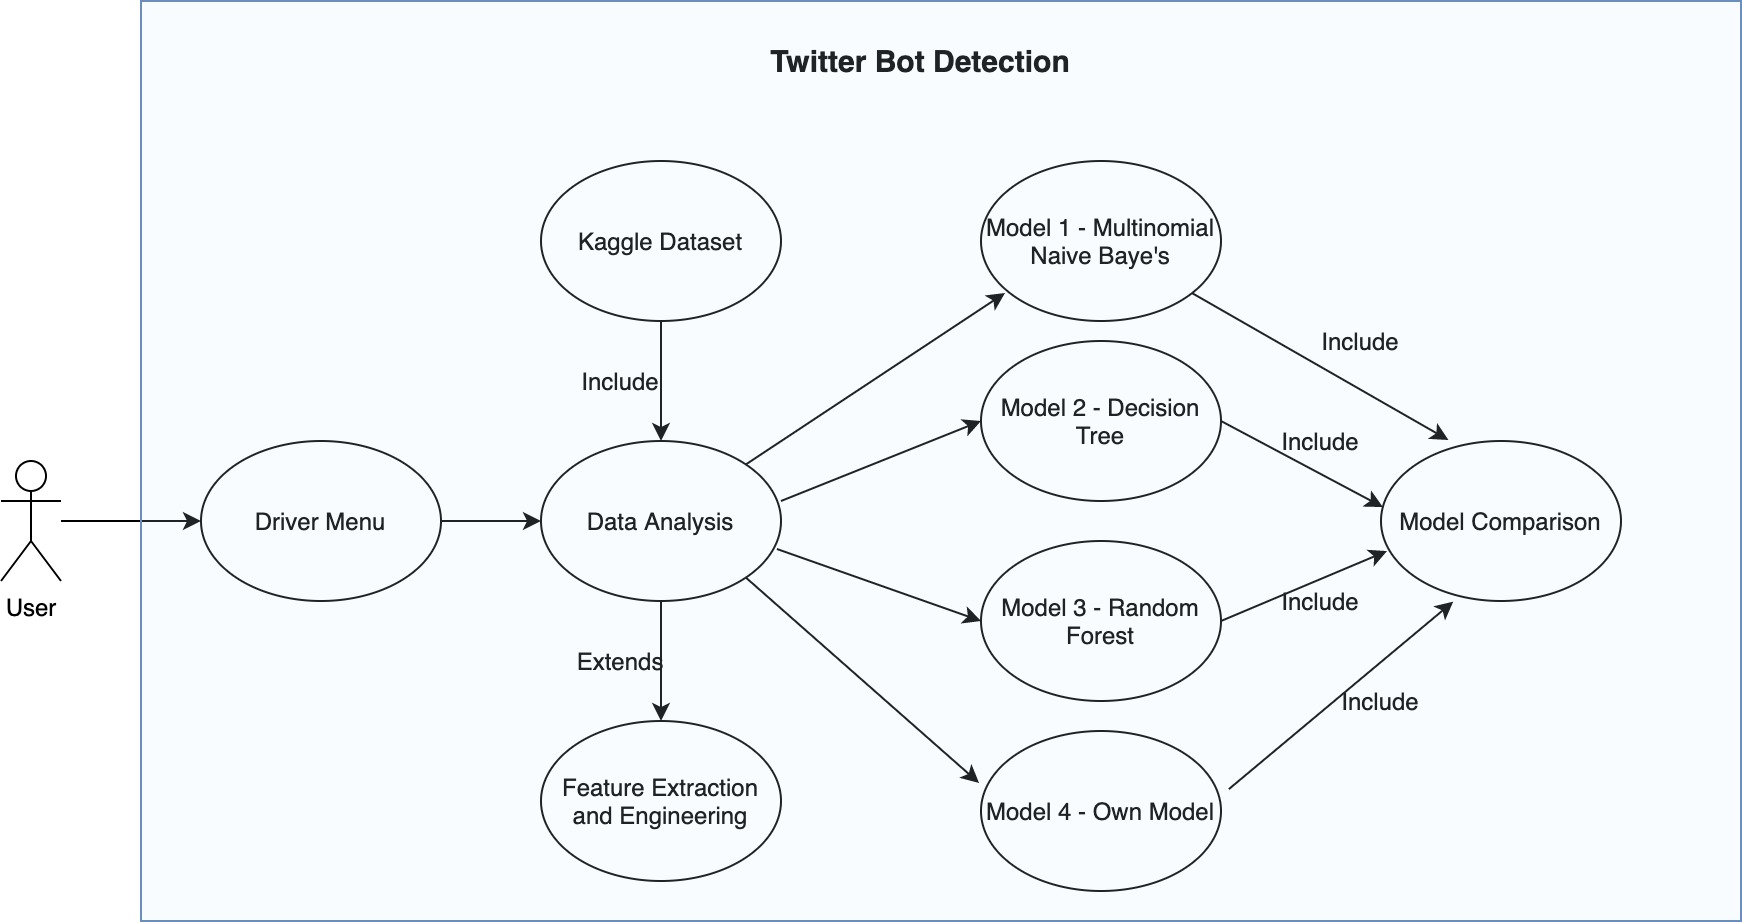 Twitter Bot Detection
Kaggle Dataset
Model 1 - Multinomial
Naive Baye's
Include
Include
Model 2 - Decision
Tree
Include
User
Driver Menu
Data Analysis
Model Comparison
Extends
Model 3 - Random
Forest
Include
Include
Feature Extraction
and Engineering
Model 4 - Own Model